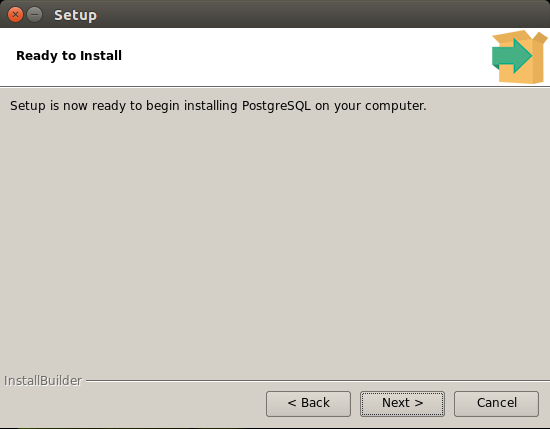 Setup
Ready to Install
Setup is now ready to begin installing PostgreSQL on your computer.
InstallBuilder
< Back
Next >
Cancel